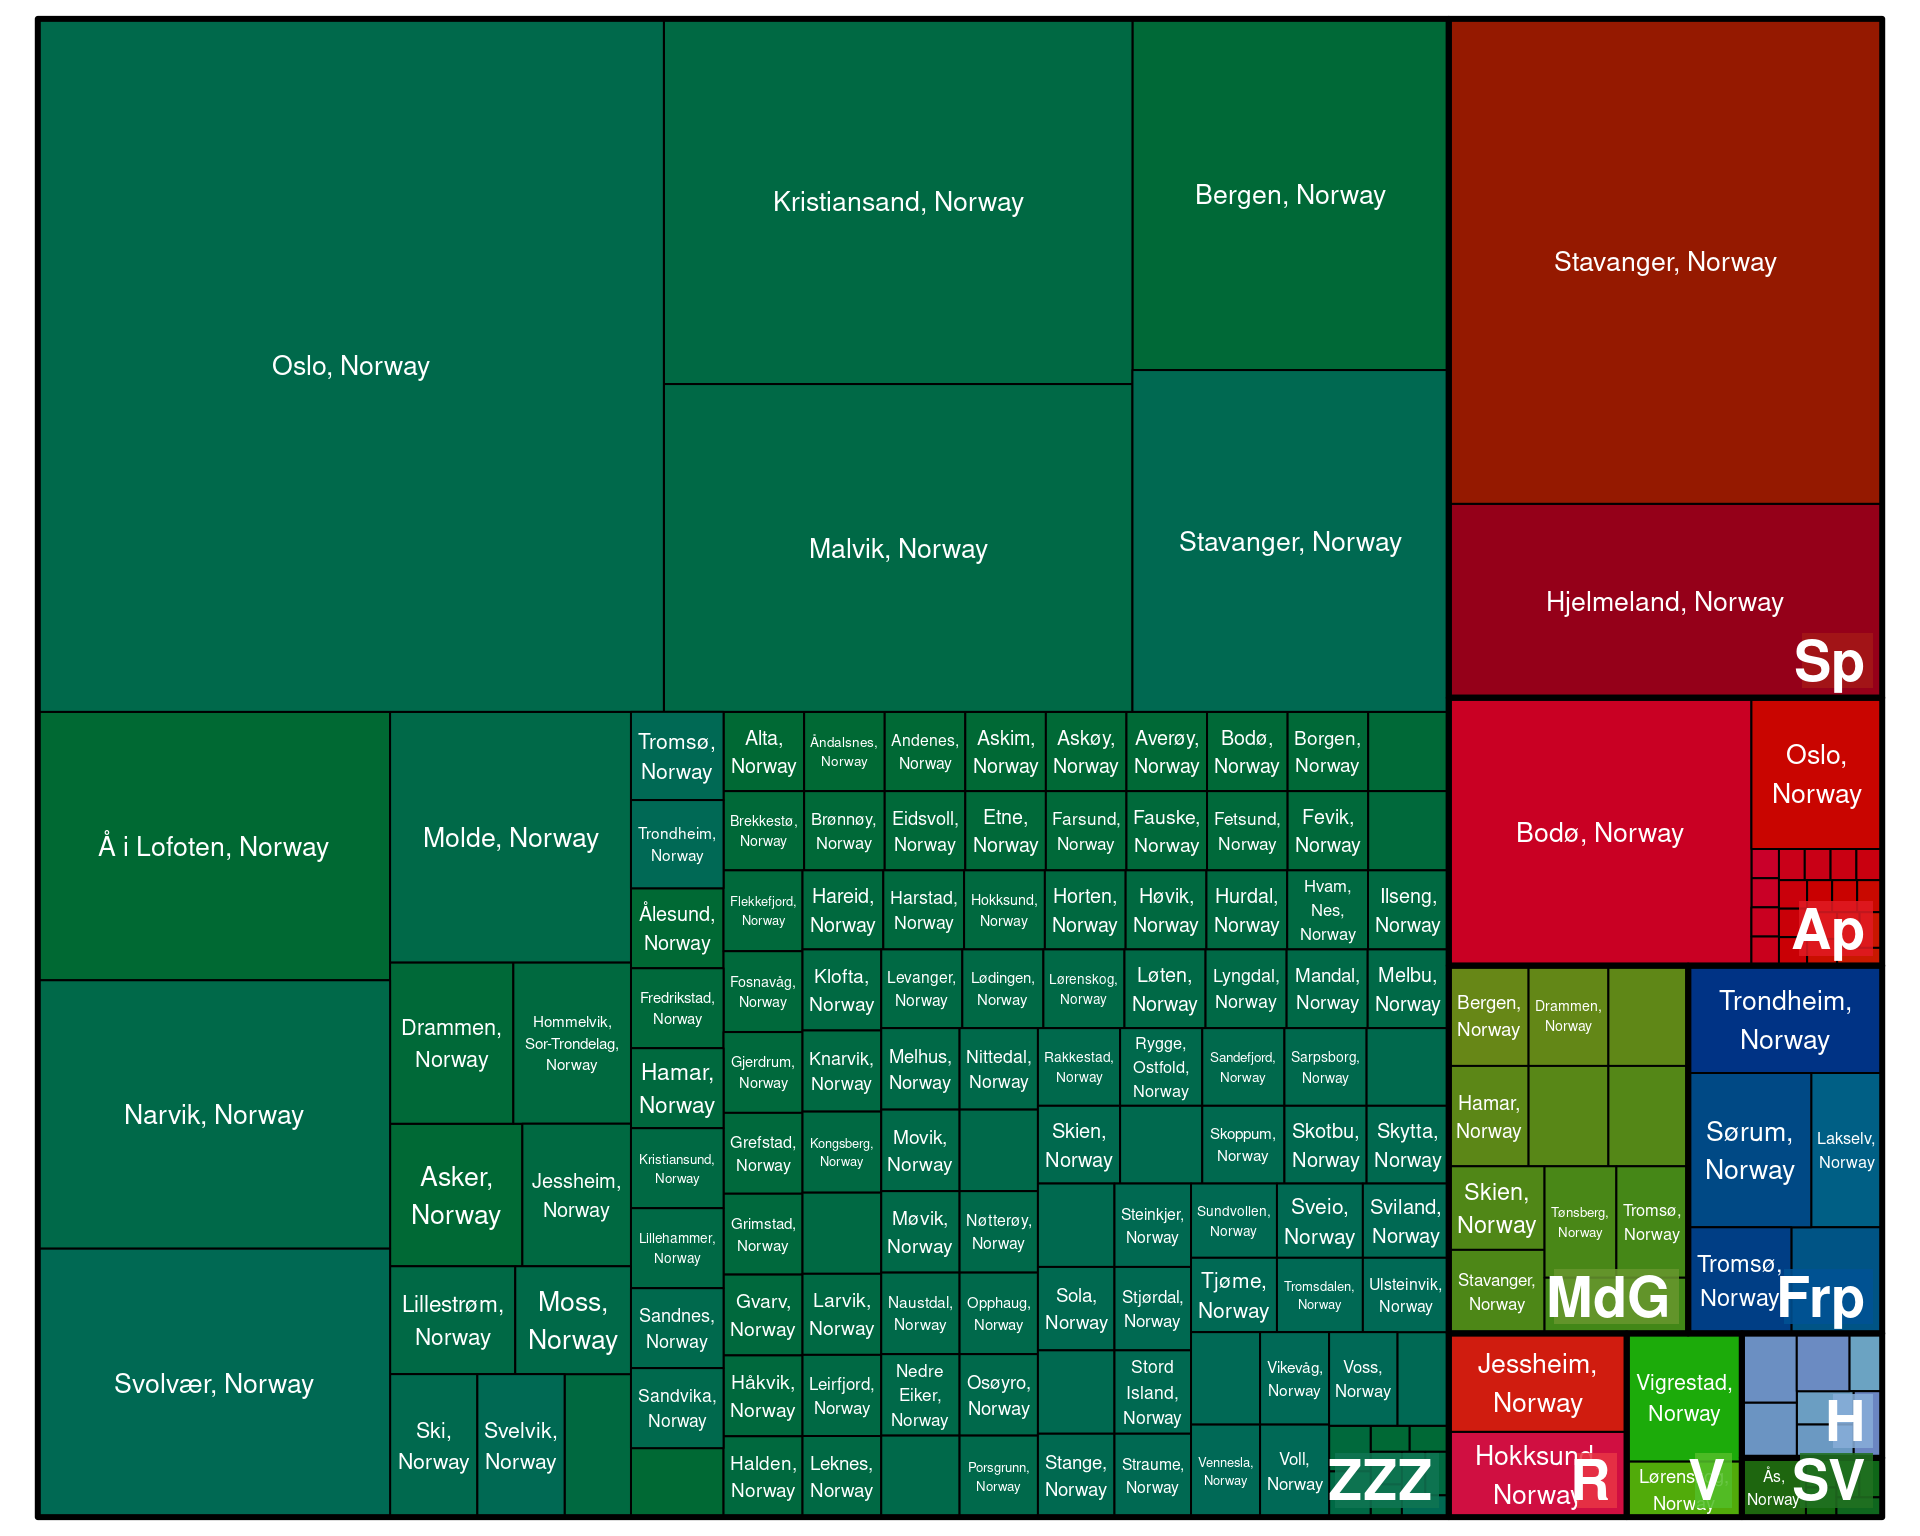 Oslo, Norway
Kristiansand, Norway
Malvik, Norway
Bergen, Norway
Stavanger, Norway
Å i Lofoten, Norway
Narvik, Norway
Svolvær, Norway
Molde, Norway
Drammen,
Norway
Hommelvik,
Sor-Trondelag,
Norway
Asker,
Norway
Jessheim,
Norway
Lillestrøm,
Norway
Moss,
Norway
Ski,
Norway
Svelvik,
Norway
Tromsø,
Norway
Trondheim,
Norway
Ålesund,
Norway
Fredrikstad,
Norway
Hamar,
Norway
Kristiansund,
Norway
Lillehammer,
Norway
Sandnes,
Norway
Sandvika,
Norway
Alta,
Norway
Åndalsnes,
Norway
Andenes,
Norway
Askim,
Norway
Askøy,
Norway
Averøy,
Norway
Bodø,
Norway
Borgen,
Norway
Brekkestø,
Norway
Brønnøy,
Norway
Eidsvoll,
Norway
Etne,
Norway
Farsund,
Norway
Fauske,
Norway
Fetsund,
Norway
Fevik,
Norway
Flekkefjord,
Norway
Hareid,
Norway
Harstad,
Norway
Hokksund,
Norway
Horten,
Norway
Høvik,
Norway
Hurdal,
Norway
Hvam,
Nes,
Norway
Ilseng,
Norway
Fosnavåg,
Norway
Klofta,
Norway
Levanger,
Norway
Lødingen,
Norway
Lørenskog,
Norway
Løten,
Norway
Lyngdal,
Norway
Mandal,
Norway
Melbu,
Norway
Gjerdrum,
Norway
Knarvik,
Norway
Melhus,
Norway
Nittedal,
Norway
Rakkestad,
Norway
Rygge,
Ostfold,
Norway
Sandefjord,
Norway
Sarpsborg,
Norway
Grefstad,
Norway
Kongsberg,
Norway
Movik,
Norway
Skien,
Norway
Skoppum,
Norway
Skotbu,
Norway
Skytta,
Norway
Grimstad,
Norway
Møvik,
Norway
Nøtterøy,
Norway
Steinkjer,
Norway
Sundvollen,
Norway
Sveio,
Norway
Sviland,
Norway
Gvarv,
Norway
Larvik,
Norway
Naustdal,
Norway
Opphaug,
Norway
Sola,
Norway
Stjørdal,
Norway
Tjøme,
Norway
Tromsdalen,
Norway
Ulsteinvik,
Norway
Håkvik,
Norway
Leirfjord,
Norway
Nedre
Eiker,
Norway
Osøyro,
Norway
Stord
Island,
Norway
Vikevåg,
Norway
Voss,
Norway
Halden,
Norway
Leknes,
Norway
Porsgrunn,
Norway
Stange,
Norway
Straume,
Norway
Vennesla,
Norway
Voll,
Norway
ZZZ
Stavanger, Norway
Hjelmeland, Norway
Sp
Bodø, Norway
Oslo,
Norway
Ap
Bergen,
Norway
Drammen,
Norway
Hamar,
Norway
Skien,
Norway
Tønsberg,
Norway
Tromsø,
Norway
Stavanger,
Norway
MdG
Trondheim,
Norway
Sørum,
Norway
Lakselv,
Norway
Tromsø,
Norway
Frp
Jessheim,
Norway
Hokksund,
Norway
R
Vigrestad,
Norway
Norway
V
H
Ås,
Norway
SV